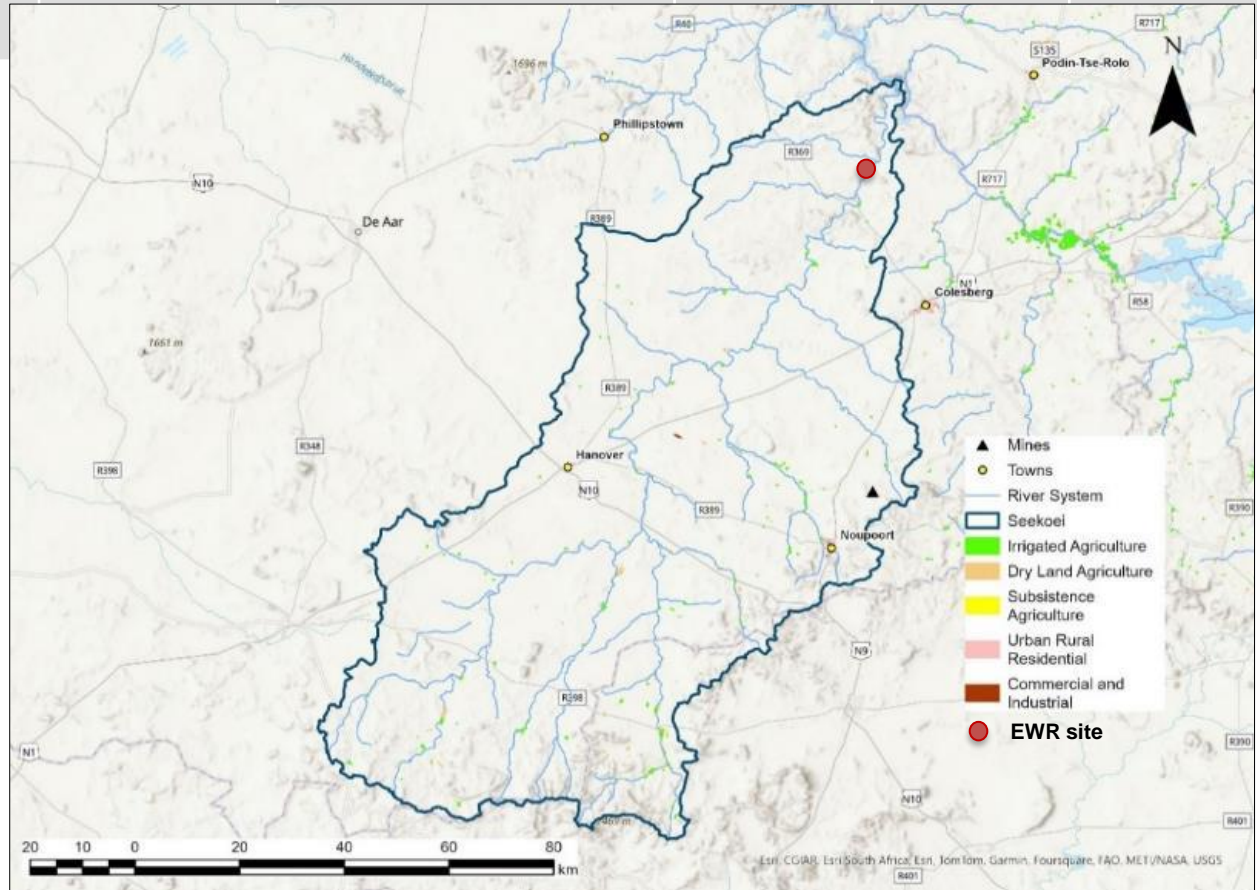 R40
R717
S135
N
Podin-Tse-Rolo
1696 m
Phillipstown
R369
R717
N10
De Aar
R389
N1
Colesberg
R58
1661 m
R389
R348
Hanover
R398
N10
R389
Noupoort
R390
Mines
Towns
River System
Seekoei
Irrigated Agriculture
Dry Land Agriculture
Subsistence
Agriculture
Urban Rural
Residential
Commercial and
Industrial
EWR site
N9
R398
N1
R390
N10
R401
20 10 0 20 40 60 80
km
Esri, CGIAR, Esri South Africa, Esri, TomTom, Garmin, Foursquare, FAO, METI/NASA, USGS
R401